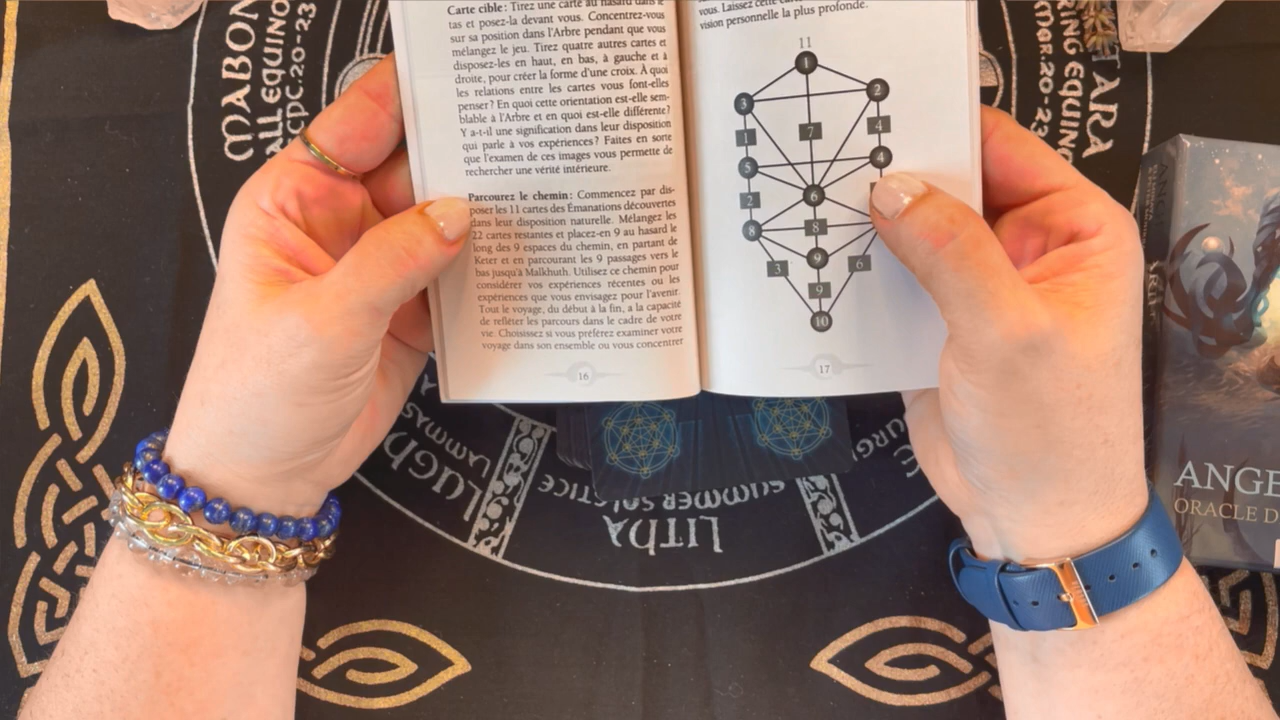 Carte cible : Tirez une carte au hasard dans le
tas et posez-la devant vous. Concentrez-vous
sur sa position dans l'Arbre pendant que vous
mélangez le jeu. Tirez quatre autres cartes et
disposez-les en haut, en bas, à gauche et à
droite, pour créer la forme d'une croix. À quoi
les relations entre les cartes vous font-elles
penser ? En quoi cette orientation est-elle sem-
blable à l'Arbre et en quoi est-elle différente ?
Y a-t-il une signification dans leur disposition
qui parle à vos expériences ? Faites en sorte
que l'examen de ces images vous permette de
rechercher une vérité intérieure.
Parcourez le chemin : Commencez par dis-
poser les 11 cartes des Émanations découvertes
dans leur disposition naturelle. Mélangez les
22 cartes restantes et placez-en 9 au hasard le
long des 9 espaces du chemin, en partant de
Keter et en parcourant les 9 passages vers le
bas jusqu'à Malkhuth. Utilisez ce chemin pour
considérer vos expériences récentes ou les
expériences que vous envisagez pour l'avenir.
Tout le voyage, du début à la fin, a la capacité
de refléter les parcours dans le cadre de votre
vie. Choisissez si vous préférez examiner votre
voyage dans son ensemble ou vous concentrer
16
vous. Laissez cette
vision personnelle la plus profonde.
11
1
2
3
1
7
4
5
4
2
6
8
8
9
3
6
9
10
17
MABON
FALL EQUINO
20-23
TARA
RING EQUINO
MAR.20-23
LUGH
LAMMAS
SUMMER SOLSTICE
LITDA
ANGE
ORACLE D